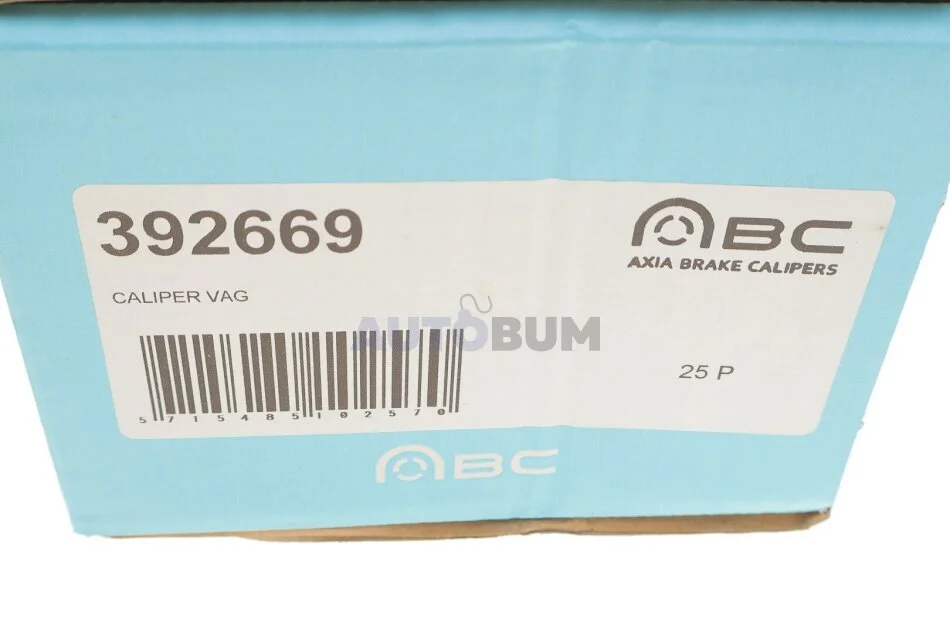 392669
ABC
AXIA BRAKE CALIPERS
CALIPER VAG
AUTOBUM
25 P
5715485102570
ABC